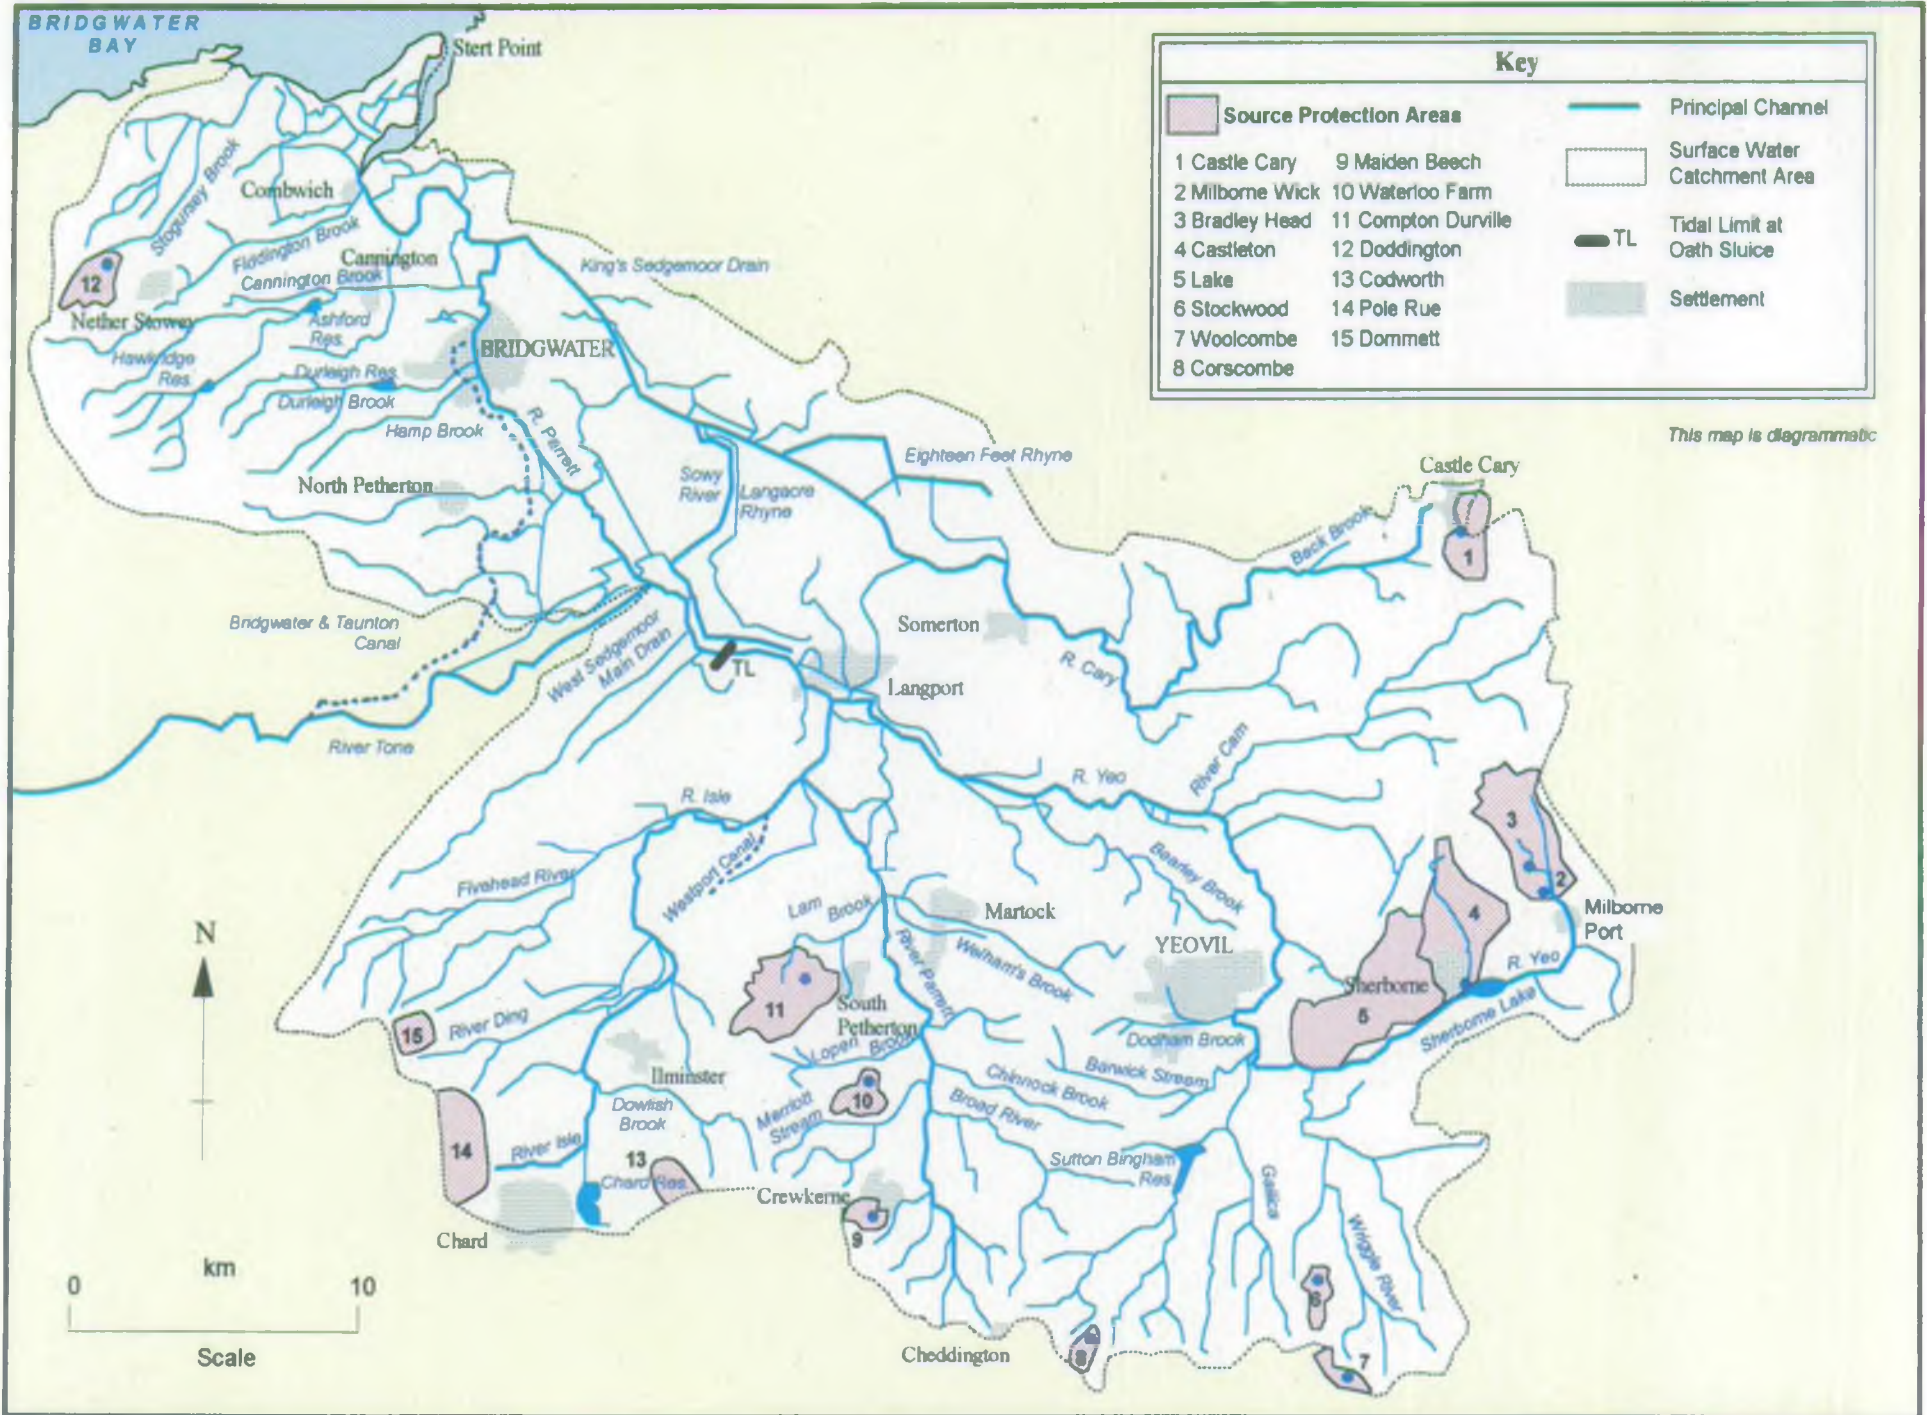 BRIDGWATER
BAY
Stert Point
Key
Source Protection Areas
1 Castle Cary
2 Milborne Wick
3 Bradley Head
4 Castleton
5 Lake
6 Stockwood
7 Woolcombe
8 Corscombe
9 Maiden Beech
10 Waterloo Farm
11 Compton Durville
12 Doddington
13 Codworth
14 Pole Rue
15 Dommett
Principal Channel
Surface Water
Catchment Area
TL
Tidal Limit at
Oath Sluice
Settlement
This map is diagrammatic
Stogursey Brook
Combwich
Fiddington Brook
Cannington
Cannington Brook
King's Sedgemoor Drain
12
Nether Stowey
Ashford
Res.
Hawkridge
Res.
BRIDGWATER
Durleigh Res.
Durleigh Brook
Hamp Brook
R. Parrett
North Petherton
Sowy
River
Langacre
Rhyne
Eighteen Feet Rhyne
Castle Cary
Back Brook
1
Bridgwater & Taunton
Canal
West Sedgemoor
Main Drain
TL
Somerton
R. Cary
Langport
River Tone
River Cam
R. Yeo
R. Isle
3
2
Bearley Brook
Fivehead River
Westport Canal
Lam
Brook
Martock
4
Milborne
Port
N
River Parrett
Welham's Brook
YEOVIL
R. Yeo
Sherborne
11
South
Petherton
5
Sherborne Lake
15
River Ding
Lopen Brook
Dodham Brook
Ilminster
Barwick Stream
10
Chinnock Brook
Dowlish
Brook
Merriott
Stream
Broad River
14
River Isle
13
Chard Res.
Sutton Bingham
Res.
Crewkerne
Gallica
Wriggle River
Chard
9
km
0 10
Scale
6
Cheddington
8
7